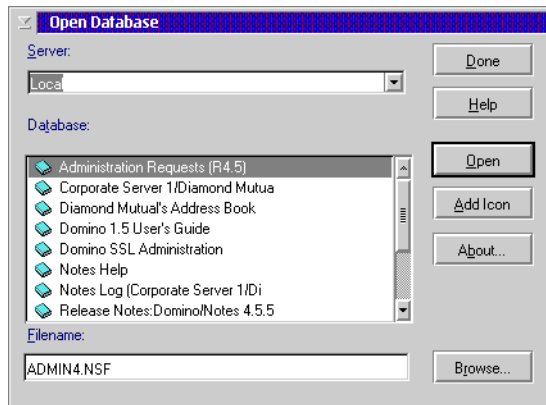 Open Database
Server:
Local
Done
Help
Database:
Administration Requests (R4.5)
Corporate Server 1/Diamond Mutua
Diamond Mutual's Address Book
Domino 1.5 User's Guide
Domino SSL Administration
Notes Help
Notes Log (Corporate Server 1/Di
Release Notes:Domino/Notes 4.5.5
Open
Add Icon
About...
Filename:
ADMIN4.NSF
Browse...